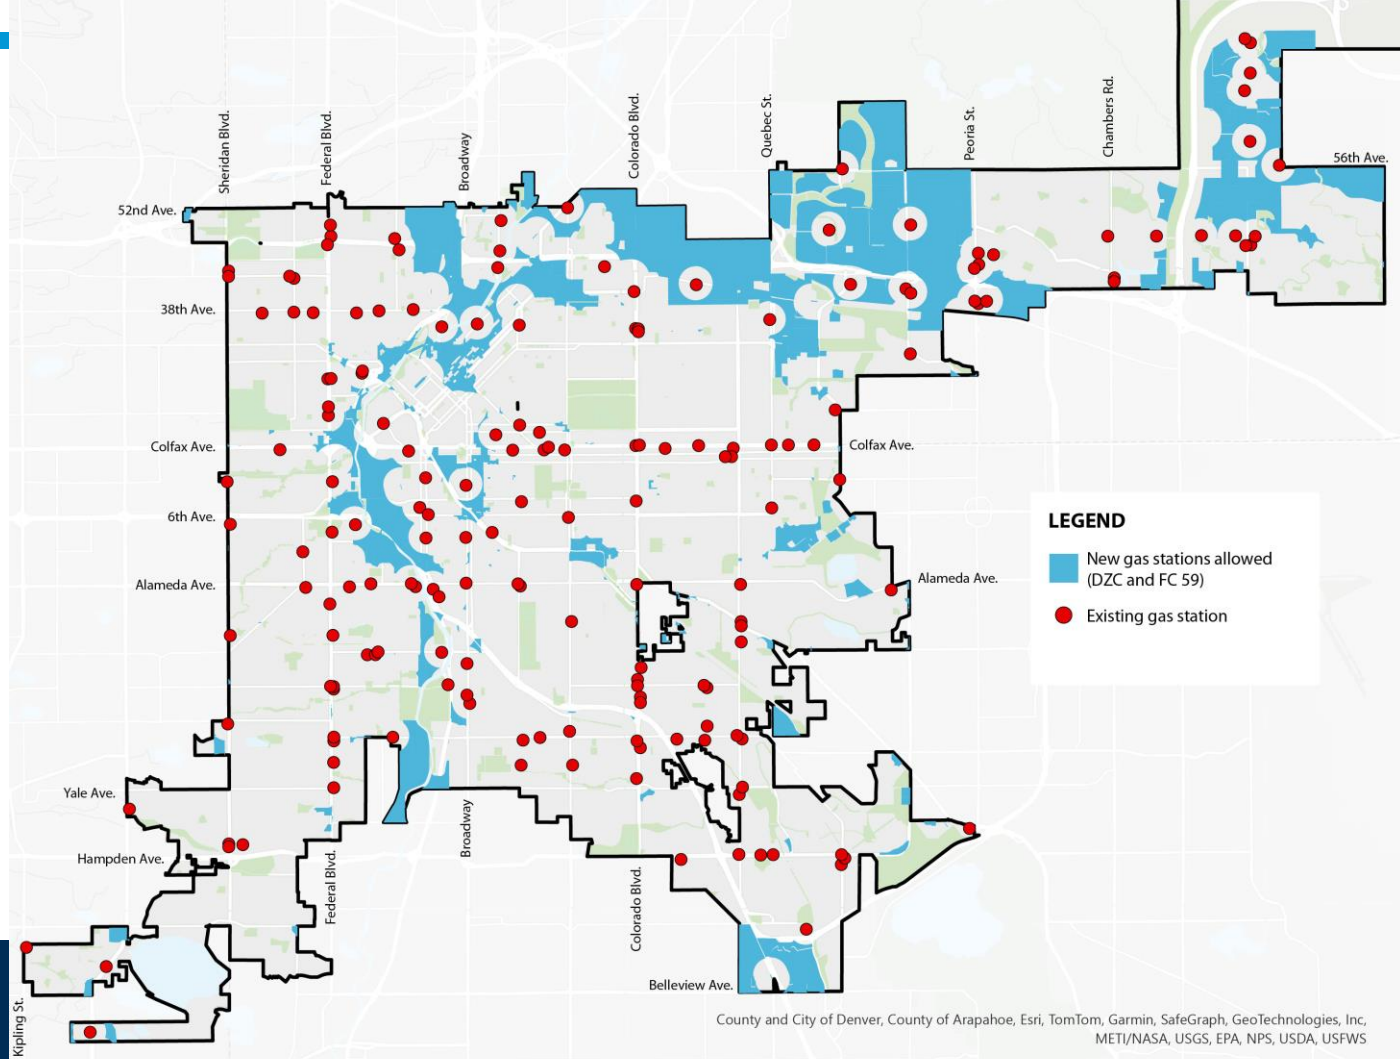 Sheridan Blvd.
Federal Blvd.
Broadway
Colorado Blvd.
Quebec St.
Peoria St.
Chambers Rd.
56th Ave.
52nd Ave.
38th Ave.
Colfax Ave.
Colfax Ave.
6th Ave.
LEGEND
New gas stations allowed
(DZC and FC 59)
Existing gas station
Alameda Ave.
Alameda Ave.
Yale Ave.
Broadway
Hampden Ave.
Federal Blvd.
Colorado Blvd.
Belleview Ave.
Kipling St.
County and City of Denver, County of Arapahoe, Esri, TomTom, Garmin, SafeGraph, GeoTechnologies, Inc,
METI/NASA, USGS, EPA, NPS, USDA, USFWS